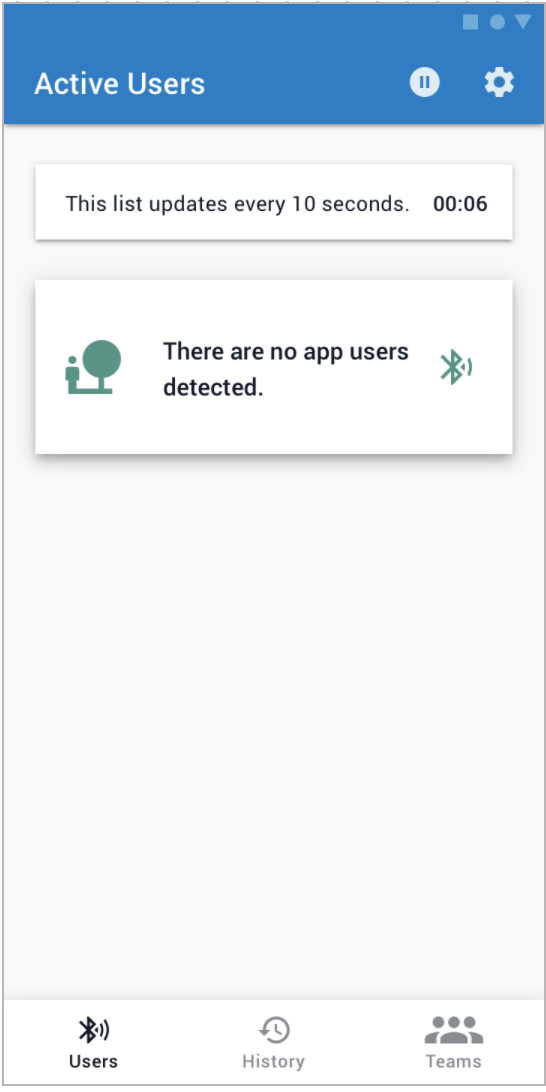 Active Users
This list updates every 10 seconds. 00:06
There are no app users
detected.
Users History Teams